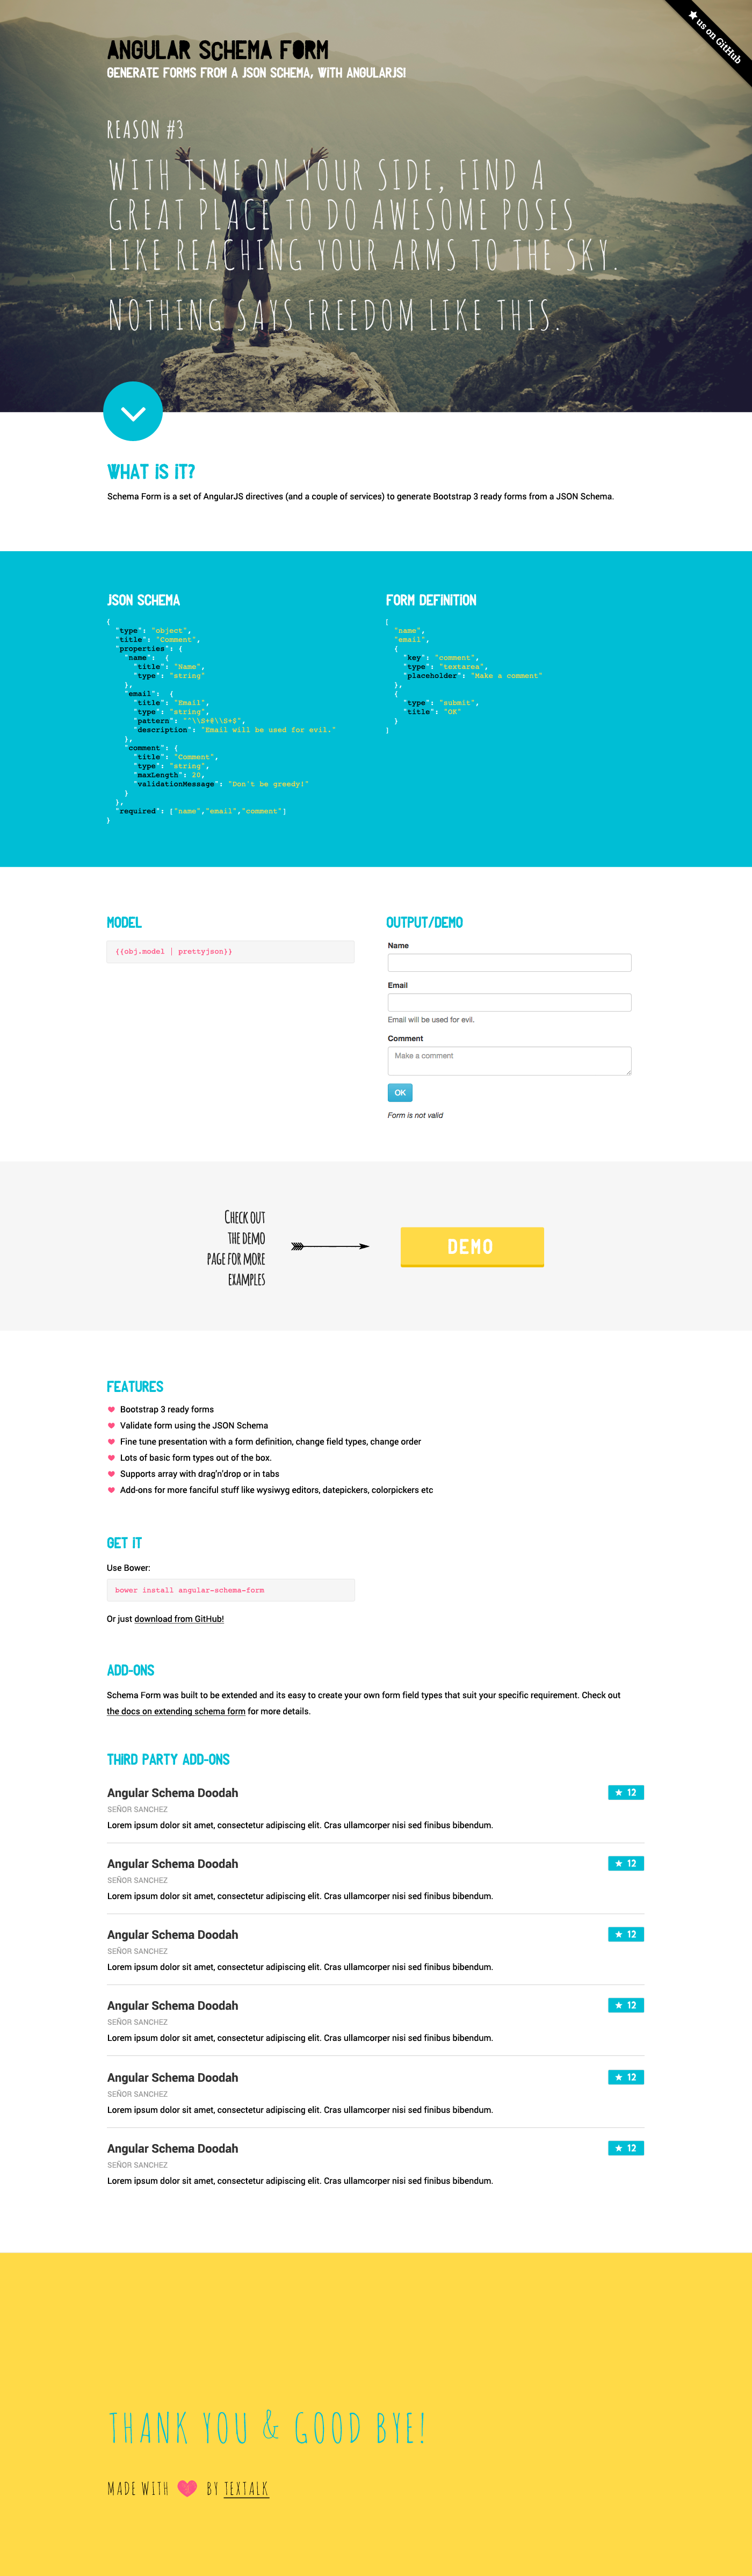 ★ us on GitHub
ANGULAR SCHEMA FORM
GENERATE FORMS FROM A JSON SCHEMA, WITH ANGULARJS!
REASON #3
WITH TIME ON YOUR SIDE, FIND A
GREAT PLACE TO DO AWESOME POSES
LIKE REACHING YOUR ARMS TO THE SKY.
NOTHING SAYS FREEDOM LIKE THIS.
WHAT IS IT?
Schema Form is a set of AngularJS directives (and a couple of services) to generate Bootstrap 3 ready forms from a JSON Schema.
JSON SCHEMA
{
"type": "object",
"title": "Comment",
"properties": {
"name": {
"title": "Name",
"type": "string"
},
"email": {
"title": "Email",
"type": "string",
"pattern": "^\\S+@\\S+$",
"description": "Email will be used for evil."
},
"comment": {
"title": "Comment",
"type": "string",
"maxLength": 20,
"validationMessage": "Don't be greedy!"
}
},
"required": ["name","email","comment"]
}
FORM DEFINITION
[
"name",
"email",
{
"key": "comment",
"type": "textarea",
"placeholder": "Make a comment"
},
{
"type": "submit",
"title": "OK"
}
]
MODEL
{{obj.model | prettyjson}}
OUTPUT/DEMO
Name
Email
Email will be used for evil.
Comment
Make a comment
OK
Form is not valid
CHECK OUT
THE DEMO
PAGE FOR MORE
EXAMPLES
DEMO
FEATURES
Bootstrap 3 ready forms
Validate form using the JSON Schema
Fine tune presentation with a form definition, change field types, change order
Lots of basic form types out of the box.
Supports array with drag'n'drop or in tabs
Add-ons for more fanciful stuff like wysiwyg editors, datepickers, colorpickers etc
GET IT
Use Bower:
bower install angular-schema-form
Or just download from GitHub!
ADD-ONS
Schema Form was built to be extended and its easy to create your own form field types that suit your specific requirement. Check out
the docs on extending schema form for more details.
THIRD PARTY ADD-ONS
Angular Schema Doodah ★ 12
SEÑOR SANCHEZ
Lorem ipsum dolor sit amet, consectetur adipiscing elit. Cras ullamcorper nisi sed finibus bibendum.
Angular Schema Doodah ★ 12
SEÑOR SANCHEZ
Lorem ipsum dolor sit amet, consectetur adipiscing elit. Cras ullamcorper nisi sed finibus bibendum.
Angular Schema Doodah ★ 12
SEÑOR SANCHEZ
Lorem ipsum dolor sit amet, consectetur adipiscing elit. Cras ullamcorper nisi sed finibus bibendum.
Angular Schema Doodah ★ 12
SEÑOR SANCHEZ
Lorem ipsum dolor sit amet, consectetur adipiscing elit. Cras ullamcorper nisi sed finibus bibendum.
Angular Schema Doodah ★ 12
SEÑOR SANCHEZ
Lorem ipsum dolor sit amet, consectetur adipiscing elit. Cras ullamcorper nisi sed finibus bibendum.
Angular Schema Doodah ★ 12
SEÑOR SANCHEZ
Lorem ipsum dolor sit amet, consectetur adipiscing elit. Cras ullamcorper nisi sed finibus bibendum.
THANK YOU & GOOD BYE!
MADE WITH ♥ BY TEXTALK